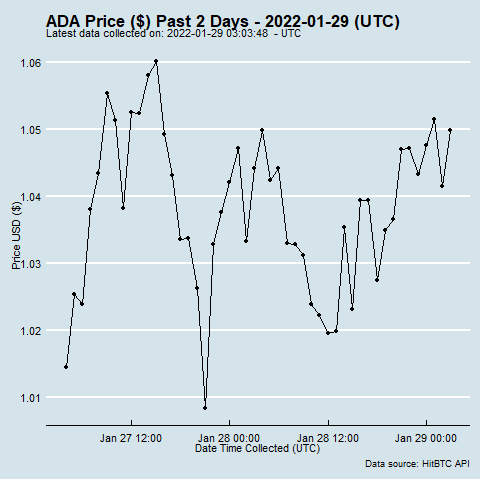 ADA Price ($) Past 2 Days - 2022-01-29 (UTC)
Latest data collected on: 2022-01-29 03:03:48  - UTC
1.06
1.05
1.04
1.03
1.02
1.01
Price USD ($)
Jan 27 12:00
Jan 28 00:00
Jan 28 12:00
Jan 29 00:00
Date Time Collected (UTC)
Data source: HitBTC API